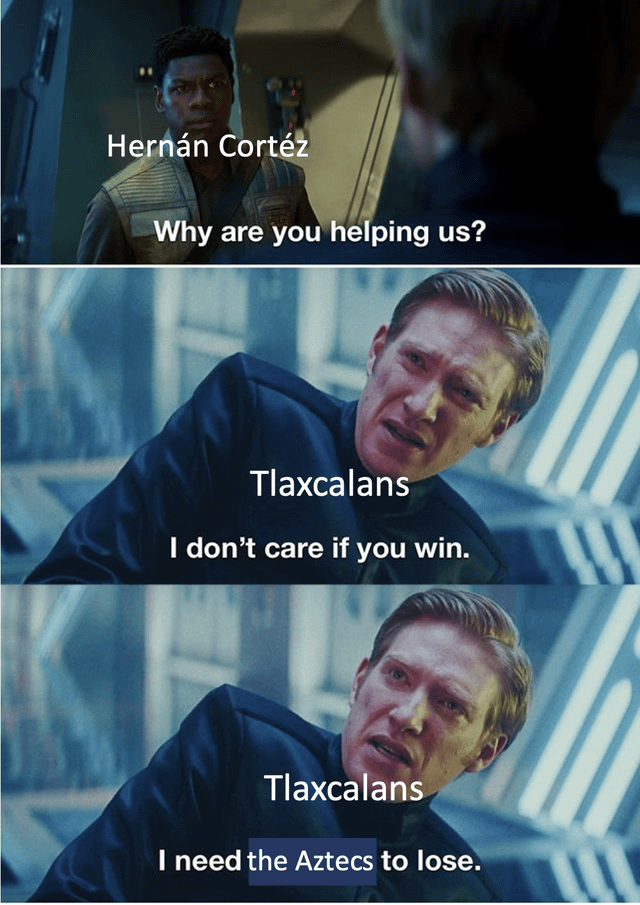 Hernán Cortéz
Why are you helping us?
Tlaxcalans
I don't care if you win.
Tlaxcalans
I need the Aztecs to lose.